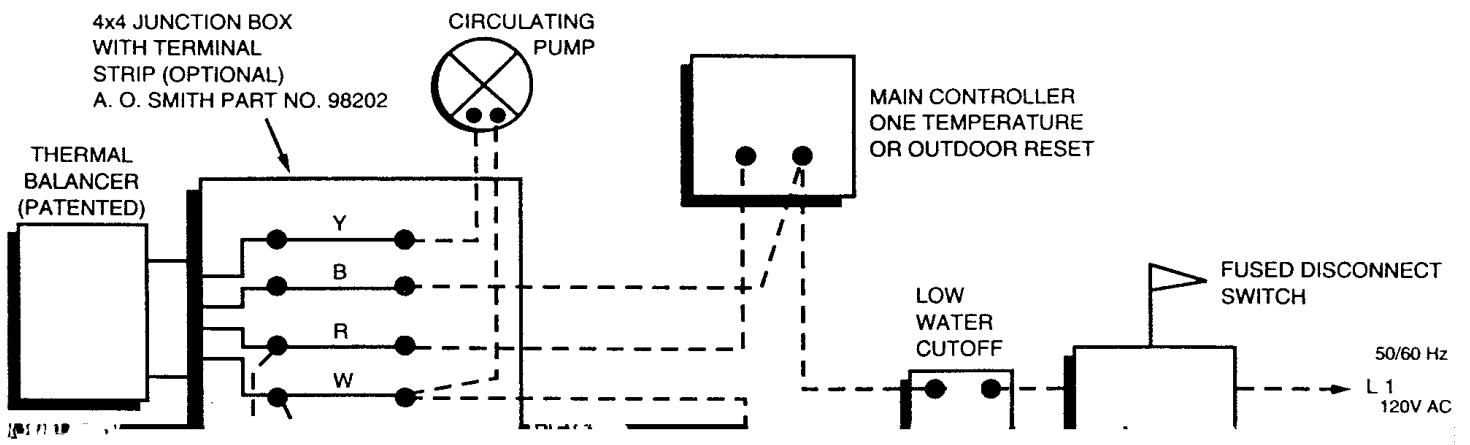 4x4 JUNCTION BOX
WITH TERMINAL
STRIP (OPTIONAL)
A. O. SMITH PART NO. 98202
CIRCULATING
PUMP
MAIN CONTROLLER
ONE TEMPERATURE
OR OUTDOOR RESET
THERMAL
BALANCER
(PATENTED)
Y
B
R
W
FUSED DISCONNECT
SWITCH
LOW
WATER
CUTOFF
50/60 Hz
L 1
120V AC